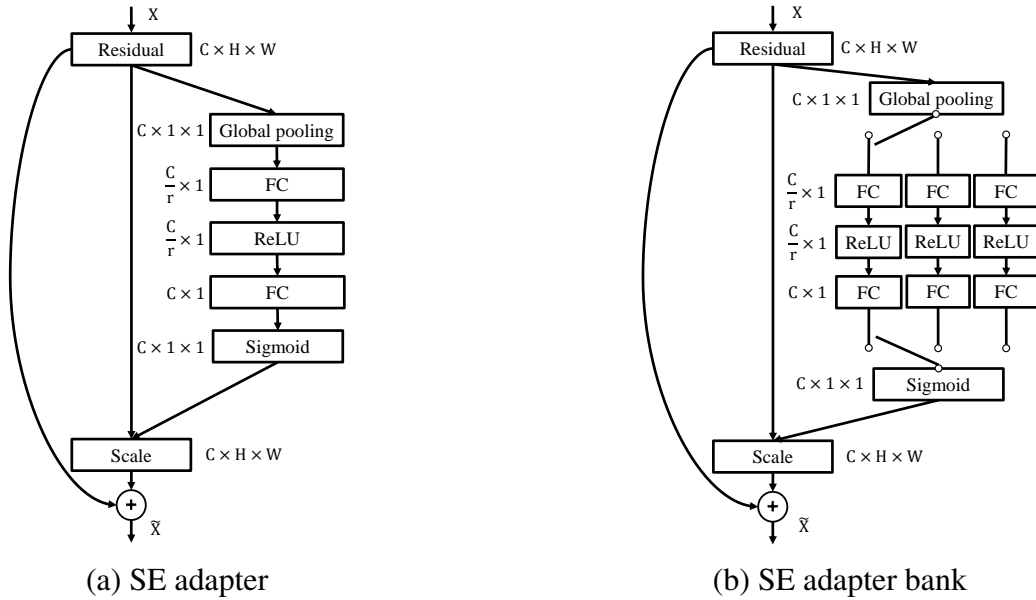 X
Residual
C × H × W
C × 1 × 1
Global pooling
C/r × 1
FC
C/r × 1
ReLU
C × 1
FC
C × 1 × 1
Sigmoid
Scale
C × H × W
+
X̃
(a) SE adapter
X
Residual
C × H × W
C × 1 × 1
Global pooling
C/r × 1
FC FC FC
C/r × 1
ReLU ReLU ReLU
C × 1
FC FC FC
C × 1 × 1
Sigmoid
Scale
C × H × W
+
X̃
(b) SE adapter bank